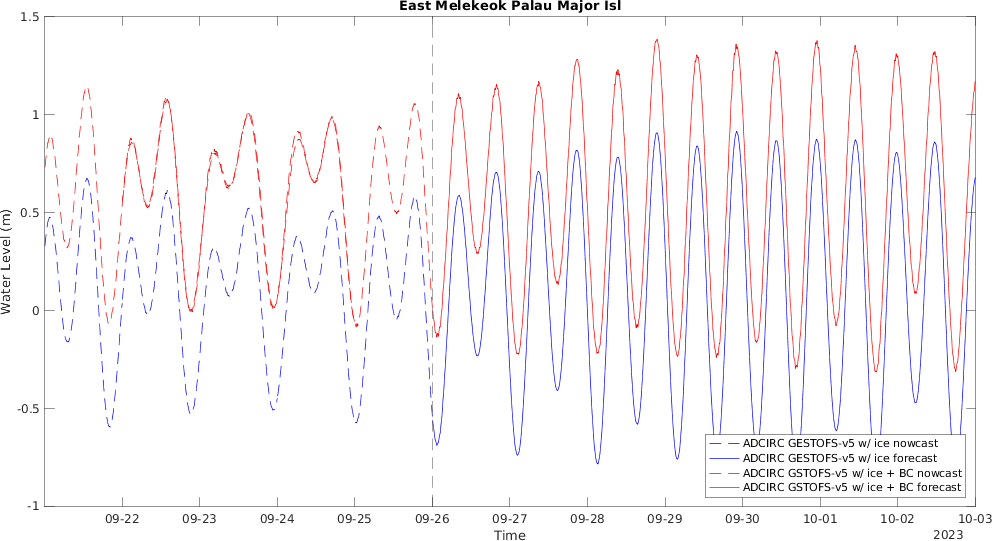 East Melekeok Palau Major Isl
1.5
1
0.5
0
-0.5
-1
Water Level (m)
ADCIRC GESTOFS-v5 w/ ice nowcast
ADCIRC GESTOFS-v5 w/ ice forecast
ADCIRC GSTOFS-v5 w/ ice + BC nowcast
ADCIRC GSTOFS-v5 w/ ice + BC forecast
09-22 09-23 09-24 09-25 09-26 09-27 09-28 09-29 09-30 10-01 10-02 10-03
Time
2023